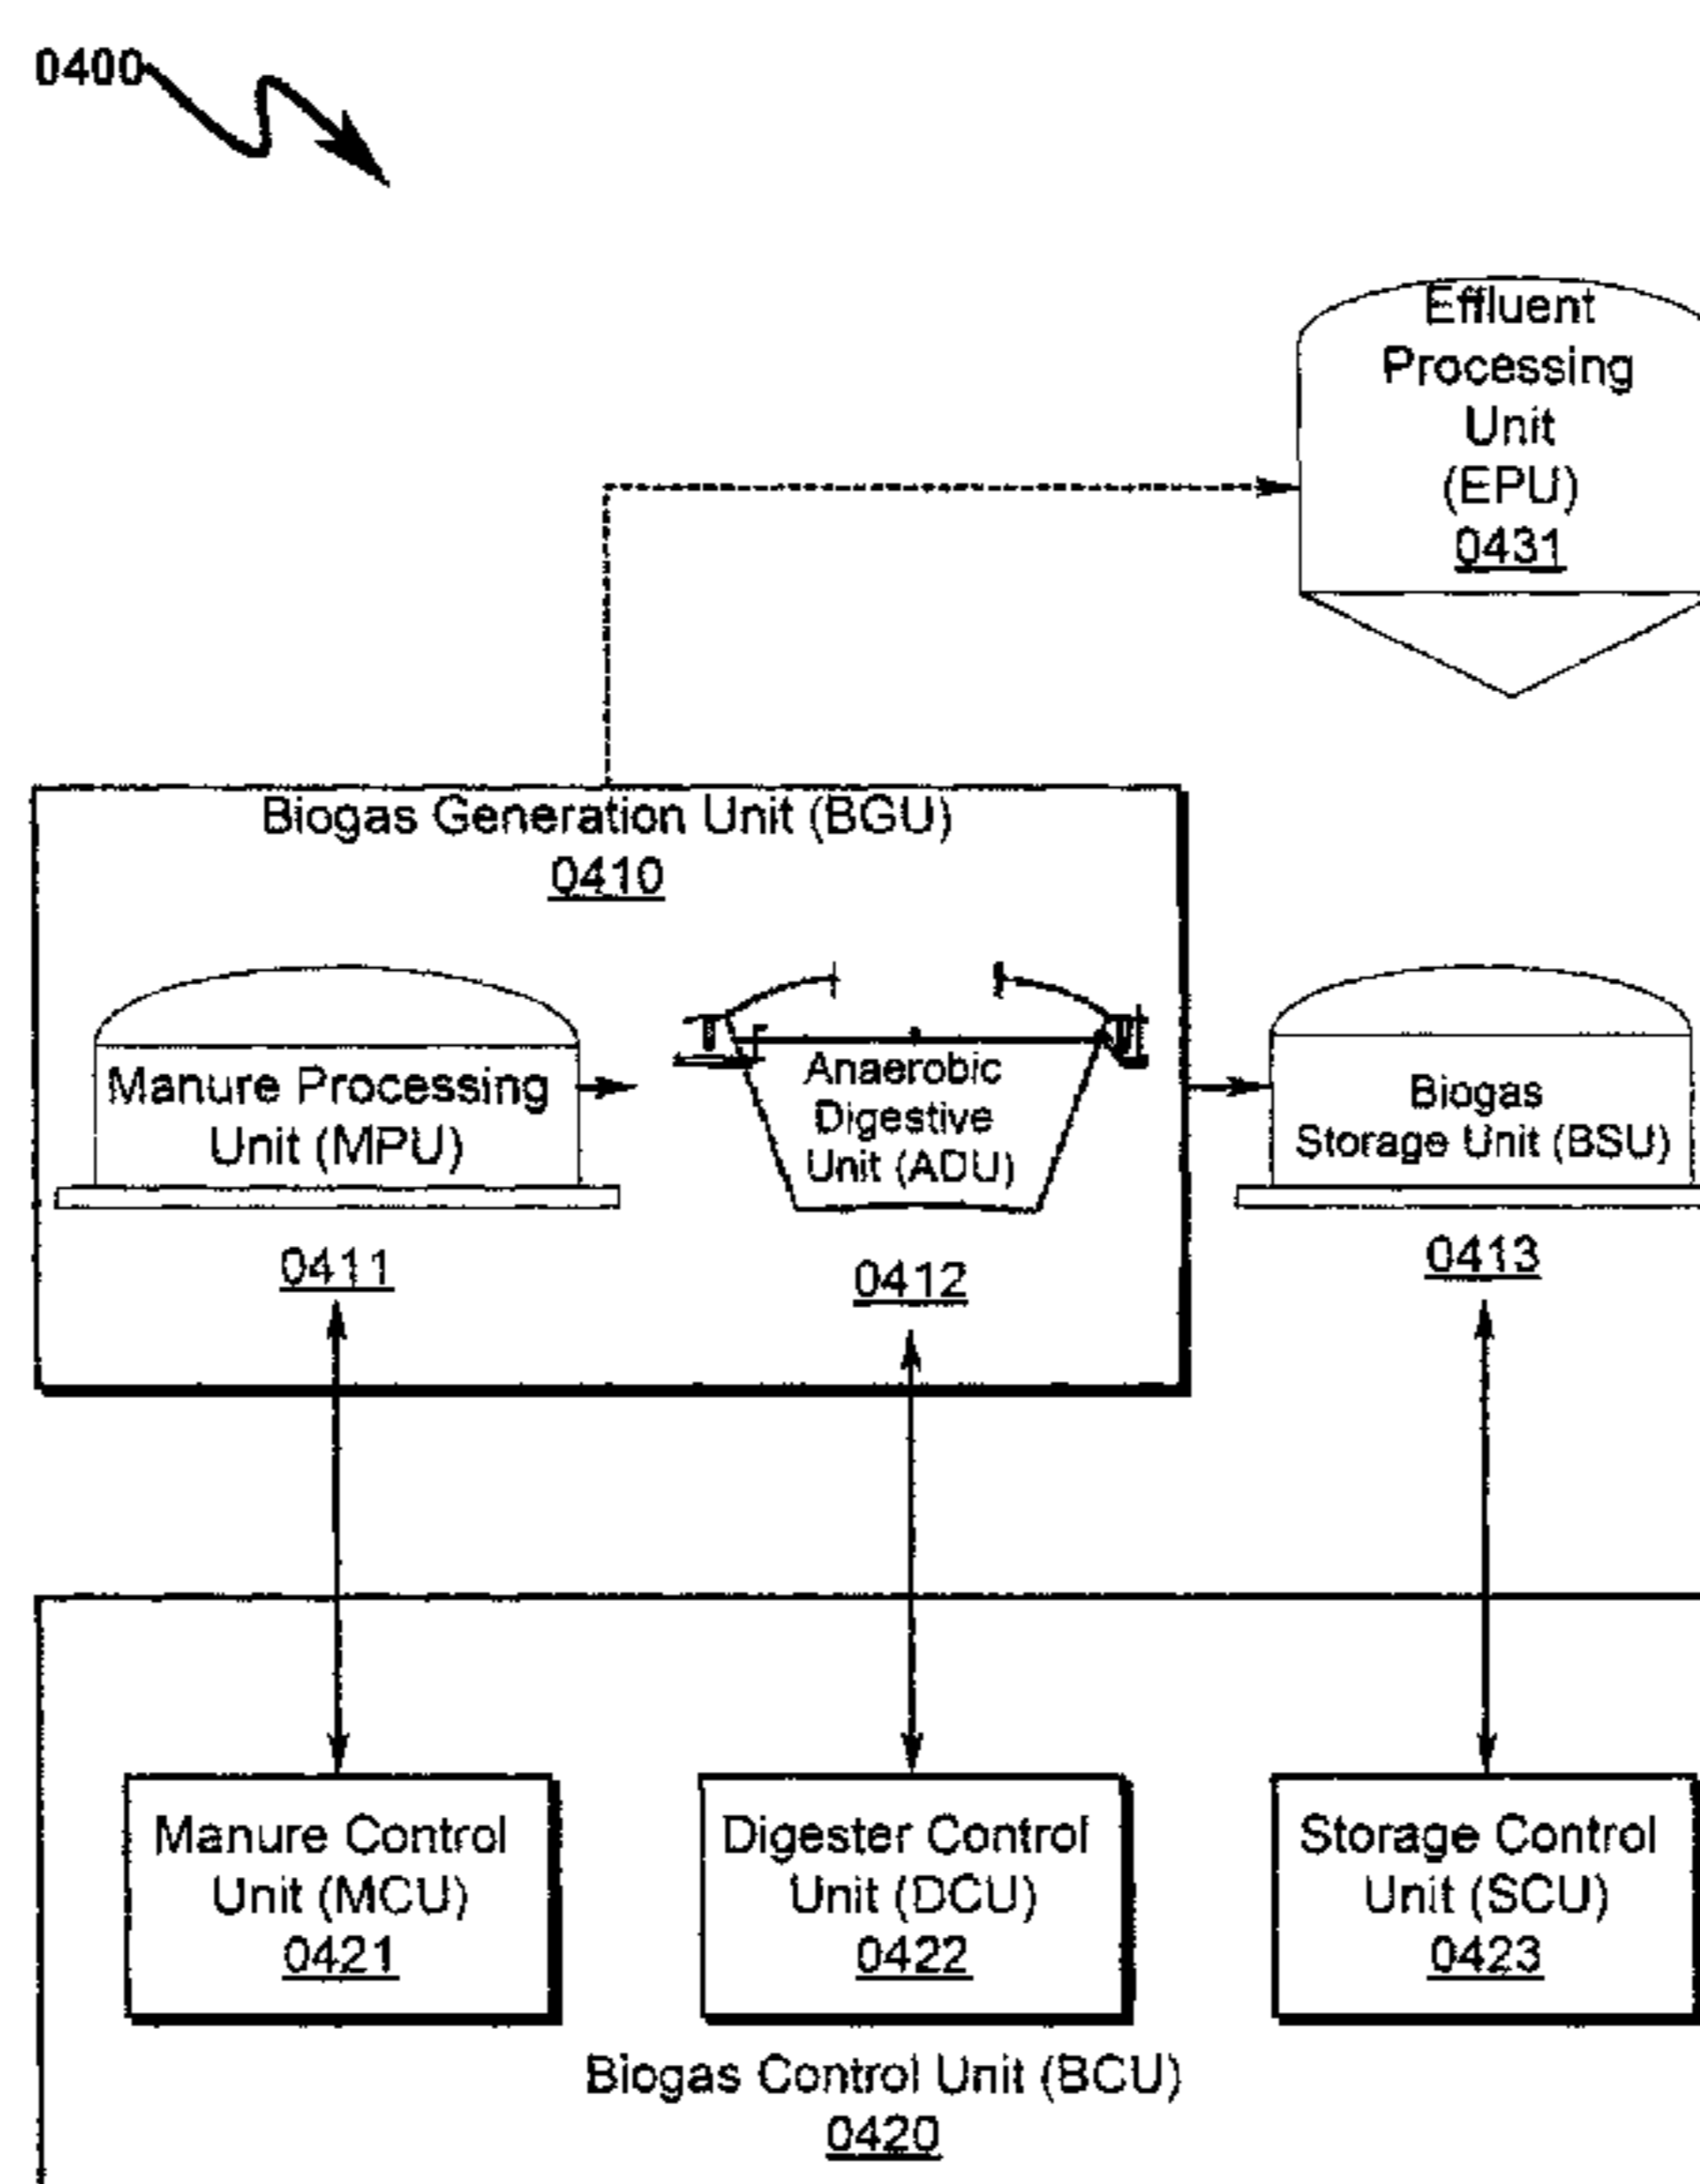 0400
Effluent
Processing
Unit
(EPU)
0431
Biogas Generation Unit (BGU)
0410
Manure Processing
Unit (MPU)
0411
Anaerobic
Digestive
Unit (ADU)
0412
Biogas
Storage Unit (BSU)
0413
Manure Control
Unit (MCU)
0421
Digester Control
Unit (DCU)
0422
Storage Control
Unit (SCU)
0423
Biogas Control Unit (BCU)
0420